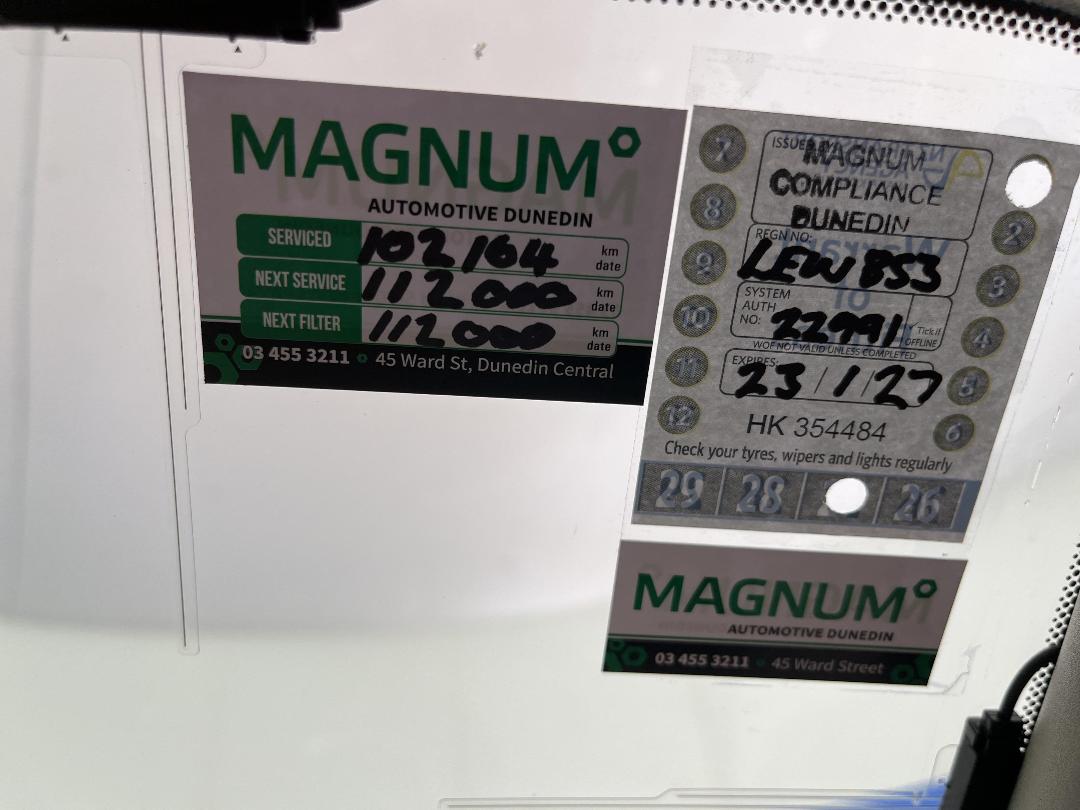 MAGNUM
AUTOMOTIVE DUNEDIN
SERVICED 102164 km date
NEXT SERVICE 112000 km date
NEXT FILTER 112000 km date
03 455 3211 45 Ward St, Dunedin Central
7 8 9 10 11 12
ISSUED BY:
MAGNUM
COMPLIANCE
DUNEDIN
REGN NO:
LEW853
SYSTEM
AUTH
NO: 22991 Tick if
OFFLINE
WOF NOT VALID UNLESS COMPLETED
EXPIRES:
23/1/27
HK 354484
Check your tyres, wipers and lights regularly
2 3 4 5 6
29 28 26
MAGNUM
AUTOMOTIVE DUNEDIN
03 455 3211 45 Ward Street